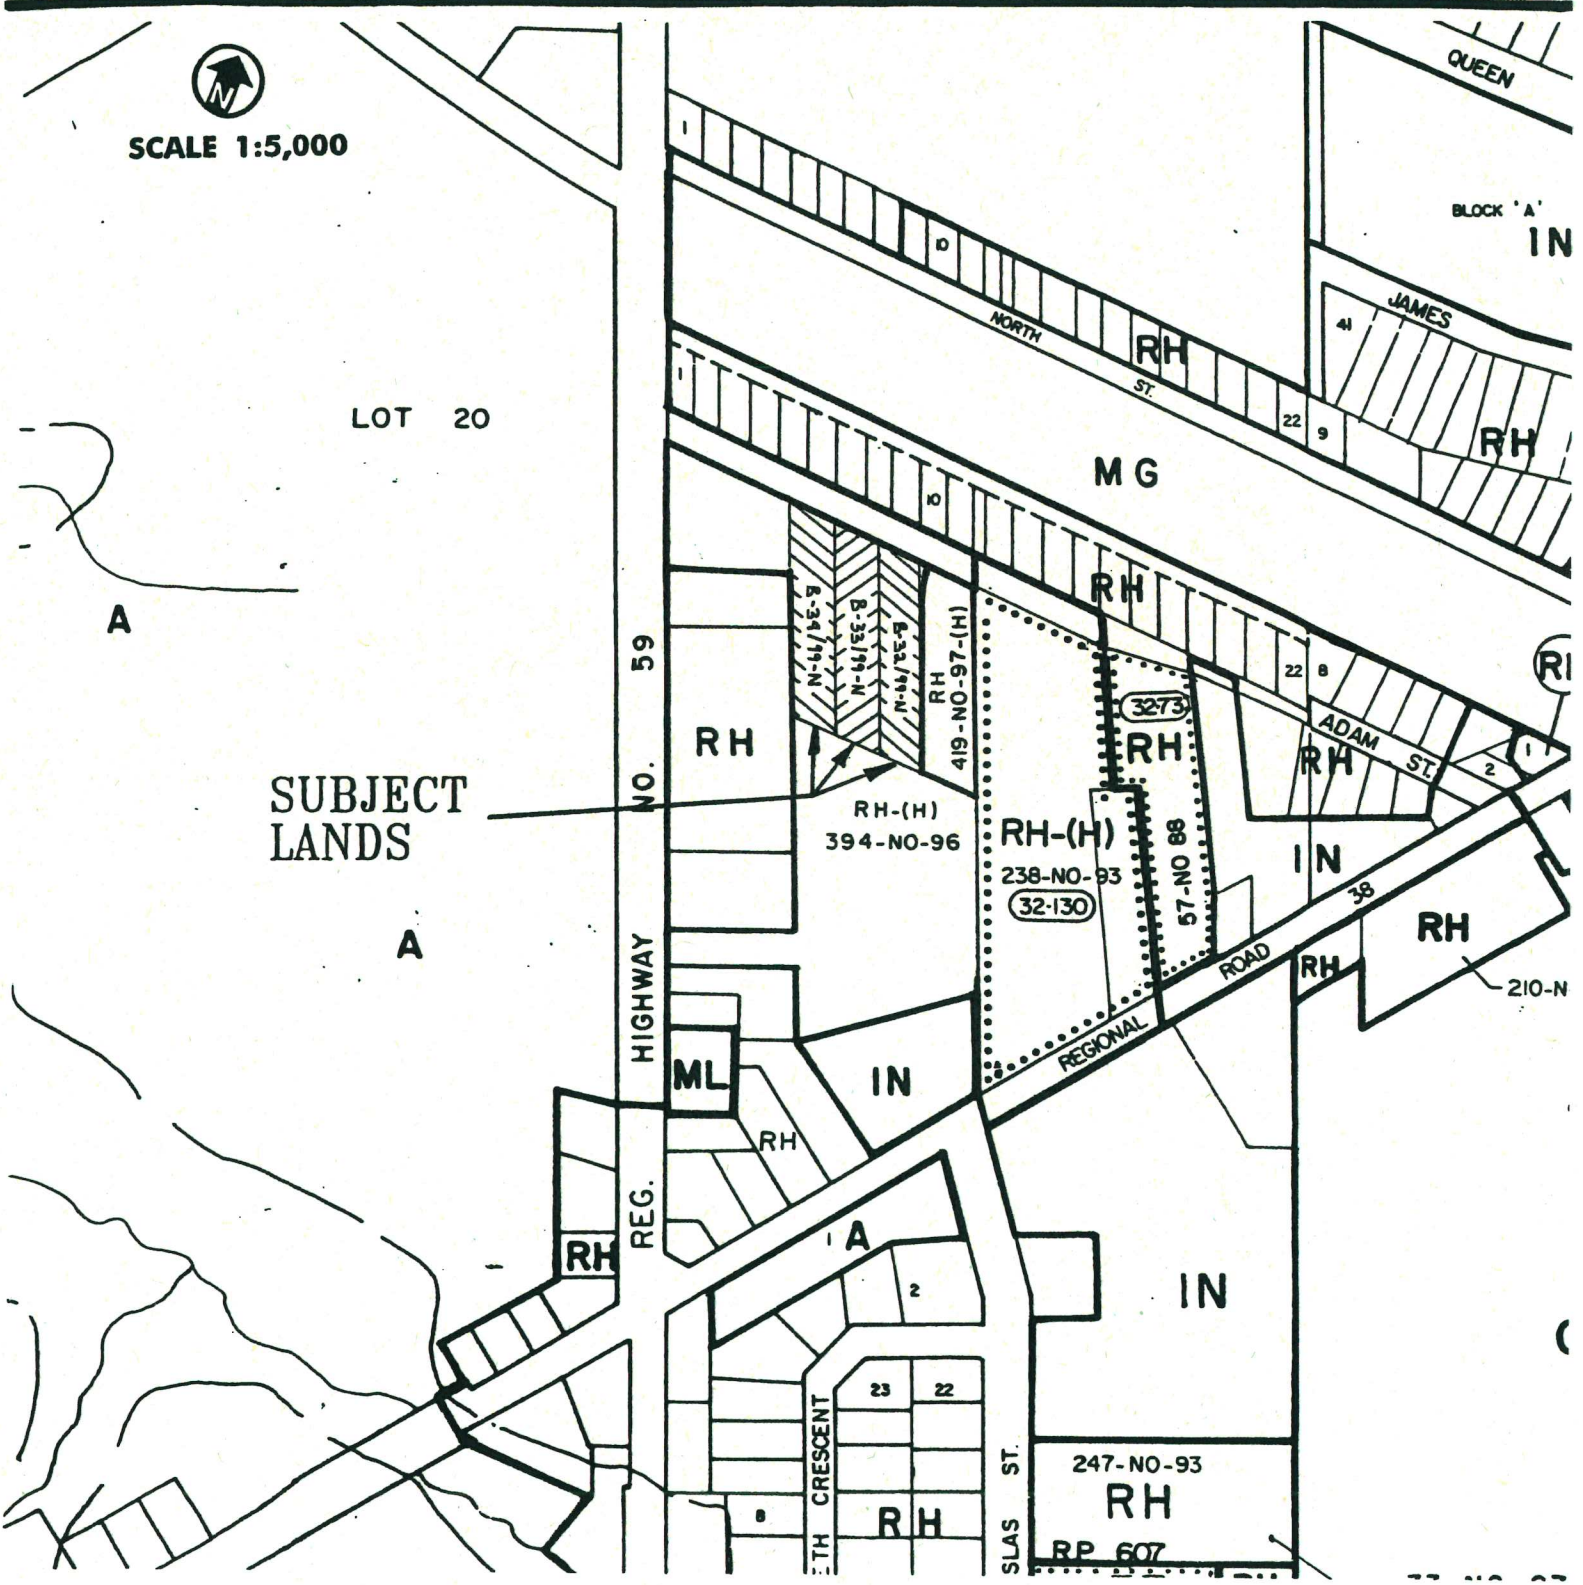 QUEEN
N
SCALE 1:5,000
1
BLOCK 'A'
IN
10
JAMES
41
NORTH
ST.
RH
22
9
RH
1
LOT 20
MG
10
RH
A
B-34/99-N
B-33/99-N
B-32/99-N
RH
419-NO-97-(H)
22
8
32-73
RH
ADAM
ST.
RH
2
1
RH
SUBJECT
LANDS
RH-(H)
394-NO-96
RH-(H)
238-NO-93
32-130
57-NO 88
IN
REGIONAL
ROAD
38
RH
RH
210-N
A
REG.
HIGHWAY
NO.
59
ML
IN
RH
1
A
RH
2
IN
23
22
CRESCENT
ST.
247-NO-93
RH
8
RH
RP 607